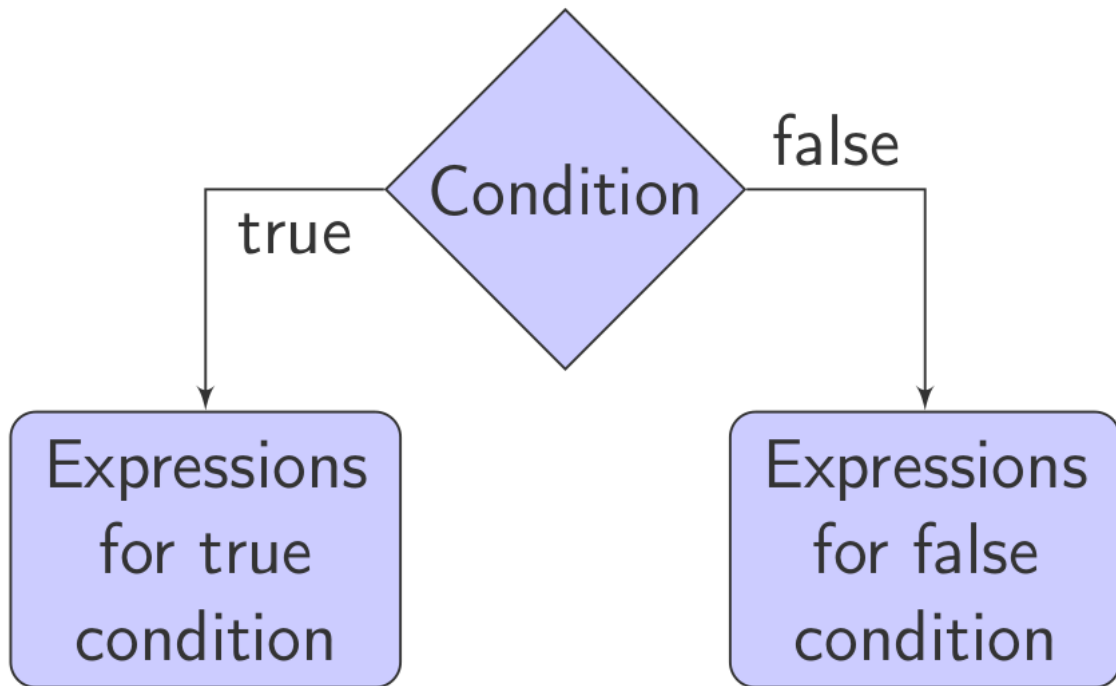 Condition
true
false
Expressions
for true
condition
Expressions
for false
condition